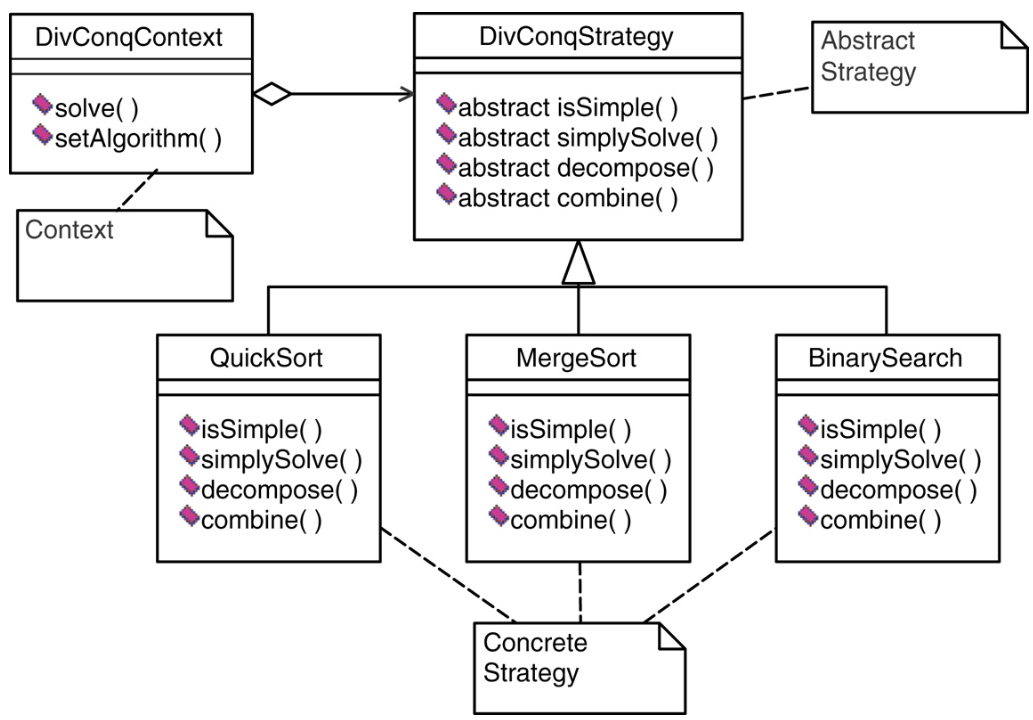 DivConqContext
solve( )
setAlgorithm( )
Context
DivConqStrategy
abstract isSimple( )
abstract simplySolve( )
abstract decompose( )
abstract combine( )
Abstract
Strategy
QuickSort
isSimple( )
simplySolve( )
decompose( )
combine( )
MergeSort
isSimple( )
simplySolve( )
decompose( )
combine( )
BinarySearch
isSimple( )
simplySolve( )
decompose( )
combine( )
Concrete
Strategy